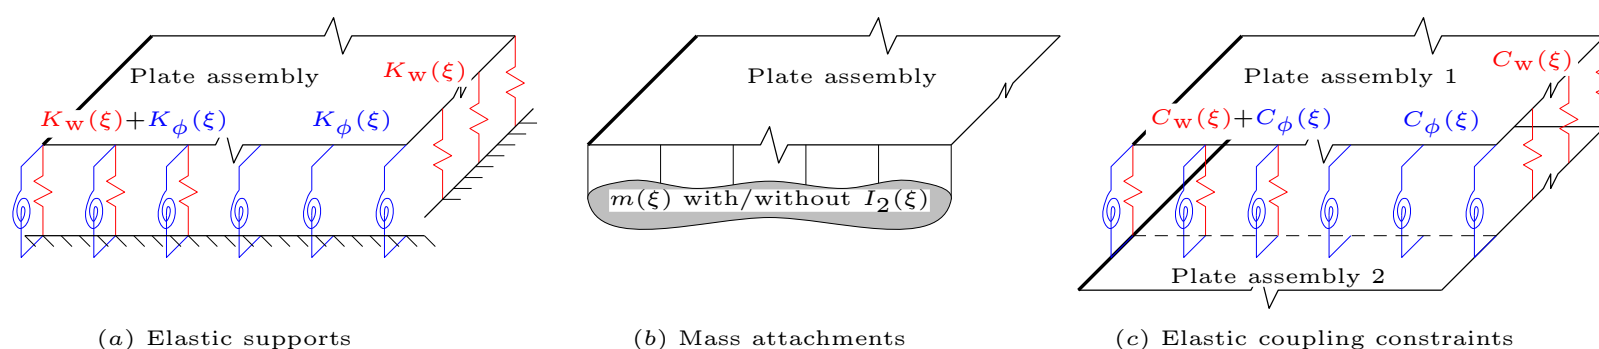 Plate assembly
K_w(ξ)
K_w(ξ)+K_ϕ(ξ)
K_ϕ(ξ)
(a) Elastic supports
Plate assembly
m(ξ) with/without I_2(ξ)
(b) Mass attachments
C_w(ξ)
Plate assembly 1
C_w(ξ)+C_ϕ(ξ)
C_ϕ(ξ)
Plate assembly 2
(c) Elastic coupling constraints